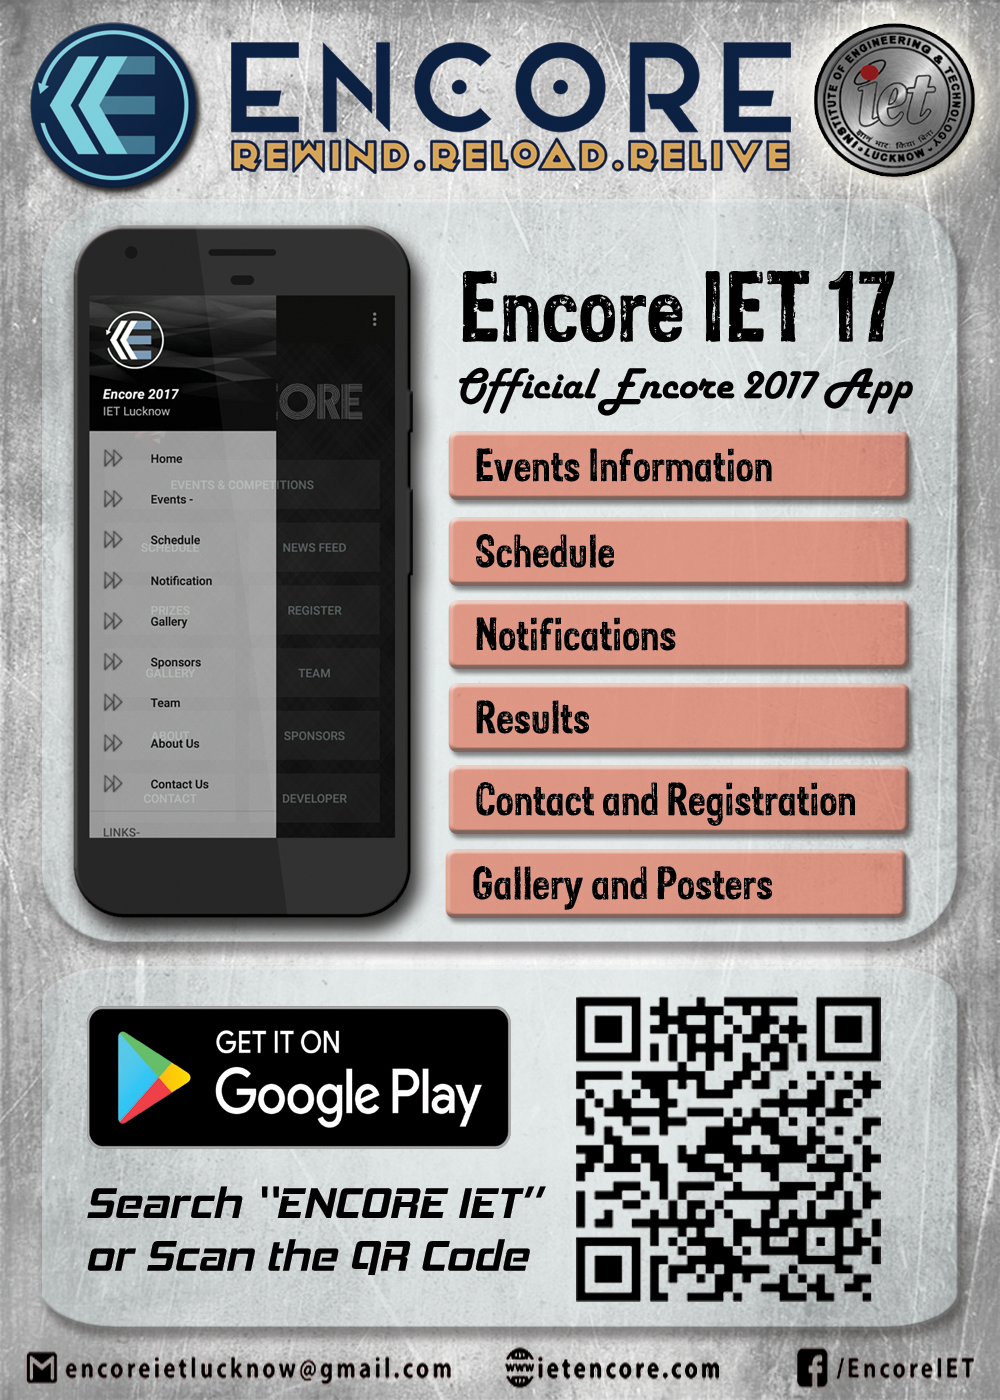 ENCORE
REWIND.RELOAD.RELIVE
INSTITUTE OF ENGINEERING & TECHNOLOGY
iet
ज्ञानं भारः क्रियां विना
LUCKNOW
Encore 2017
IET Lucknow
CORE
Home
EVENTS & COMPETITIONS
Events -
Schedule
SCHEDULE
NEWS FEED
Notification
PRIZES
REGISTER
Gallery
Sponsors
GALLERY
TEAM
Team
ABOUT
SPONSORS
About Us
Contact Us
CONTACT
DEVELOPER
LINKS-
Encore IET 17
Official Encore 2017 App
Events Information
Schedule
Notifications
Results
Contact and Registration
Gallery and Posters
GET IT ON
Google Play
Search "ENCORE IET"
or Scan the QR Code
encoreietlucknow@gmail.com
www ietencore.com
/EncoreIET